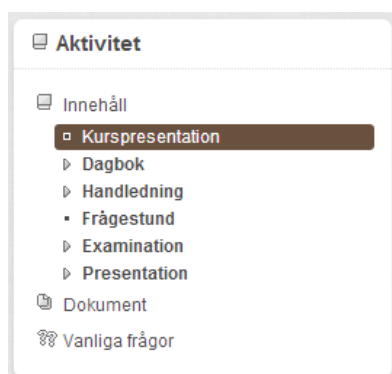 Aktivitet
Innehåll
Kurspresentation
Dagbok
Handledning
Frågestund
Examination
Presentation
Dokument
Vanliga frågor